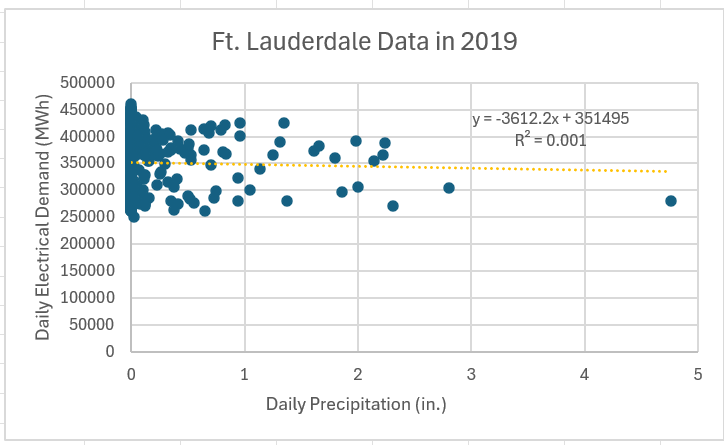 Ft. Lauderdale Data in 2019
Daily Electrical Demand (MWh)
500000
450000
400000
350000
300000
250000
200000
150000
100000
50000
0
y = -3612.2x + 351495
R² = 0.001
0 1 2 3 4 5
Daily Precipitation (in.)